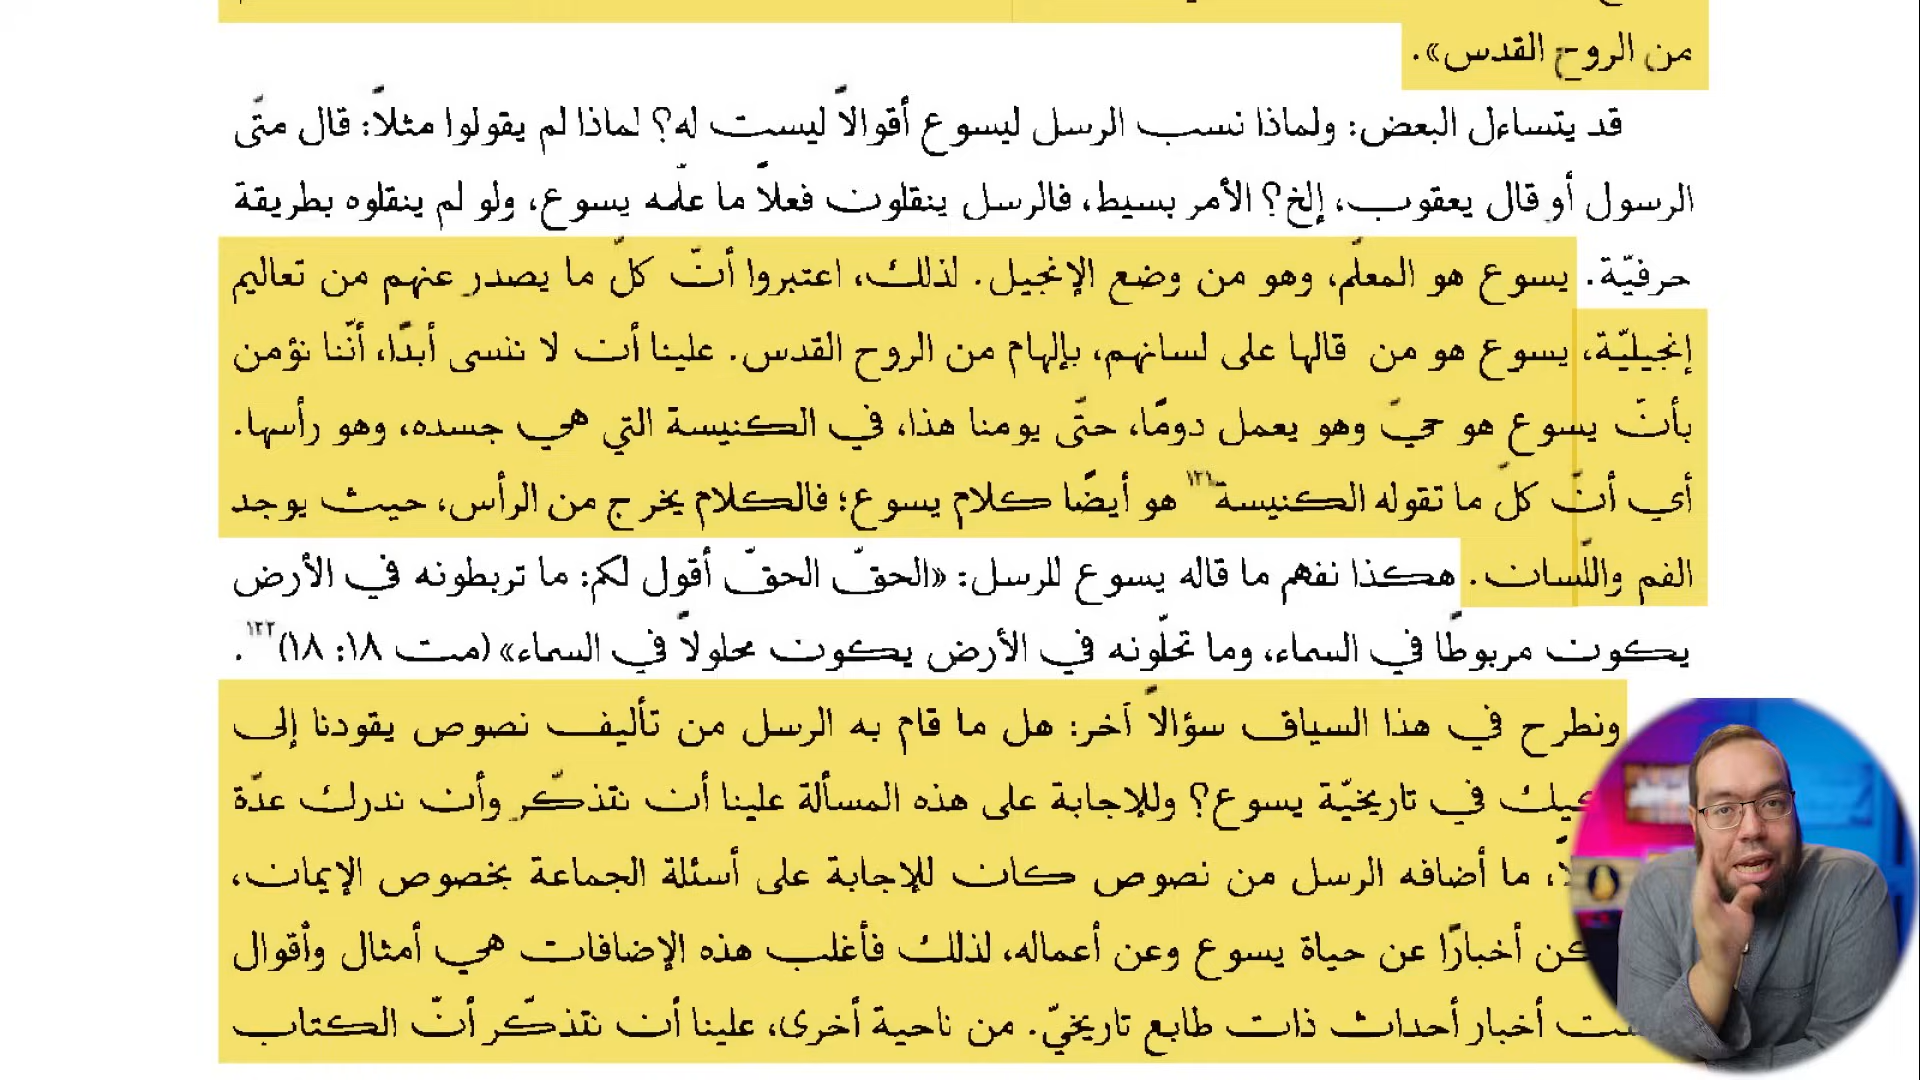 من الروح القدس».
قد يتساءل البعض: ولماذا نسب الرسل ليسوع أقوالاً ليست له؟ لماذا لم يقولوا مثلاً: قال متّى
الرسول أو قال يعقوب، إلخ؟ الأمر بسيط، فالرسل ينقلون فعلاً ما علّمه يسوع، ولو لم ينقلوه بطريقة
حرفيّة. يسوع هو المعلّم، وهو من وضع الإنجيل. لذلك، اعتبروا أنّ كلّ ما يصدر عنهم من تعاليم
إنجيليّة، يسوع هو من قالها على لسانهم، بإلهام من الروح القدس. علينا أن لا ننسى أبدًا، أنّنا نؤمن
بأنّ يسوع هو حيّ وهو يعمل دومًا، حتّى يومنا هذا، في الكنيسة التي هي جسده، وهو رأسها.
أي أنّ كلّ ما تقوله الكنيسة١٢١ هو أيضًا كلام يسوع؛ فالكلام يخرج من الرأس، حيث يوجد
الفم واللّسان. هكذا نفهم ما قاله يسوع للرسل: «الحقّ الحقّ أقول لكم: ما تربطونه في الأرض
يكون مربوطًا في السماء، وما تحلّونه في الأرض يكون محلولاً في السماء» (مت ١٨: ١٨)١٢٢.
ونطرح في هذا السياق سؤالاً آخر: هل ما قام به الرسل من تأليف نصوص يقودنا إلى
في تاريخيّة يسوع؟ وللإجابة على هذه المسألة علينا أن نتذكّر وأن ندرك عدّة
ما أضافه الرسل من نصوص كان للإجابة على أسئلة الجماعة بخصوص الإيمان،
أخبارًا عن حياة يسوع وعن أعماله، لذلك فأغلب هذه الإضافات هي أمثال وأقوال
أخبار أحداث ذات طابع تاريخيّ. من ناحية أخرى، علينا أن نتذكّر أنّ الكتاب